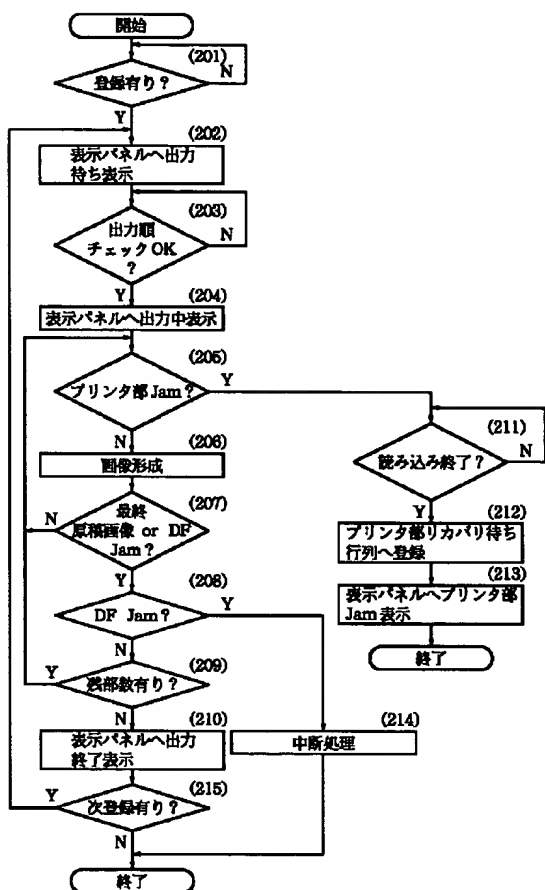 開始
(201)
登録有り？
N
Y
(202)
表示パネルへ出力
待ち表示
(203)
出力順
チェックOK
？
N
Y
(204)
表示パネルへ出力中表示
(205)
プリンタ部Jam？
Y
N
(206)
画像形成
(207)
最終
原稿画像 or DF
Jam？
N
Y
(208)
DF Jam？
Y
N
(209)
残部数有り？
Y
N
(210)
表示パネルへ出力
終了表示
(215)
次登録有り？
Y
N
終了
(211)
読み込み終了？
N
Y
(212)
プリンタ部リカバリ待ち
行列へ登録
(213)
表示パネルへプリンタ部
Jam表示
終了
(214)
中断処理